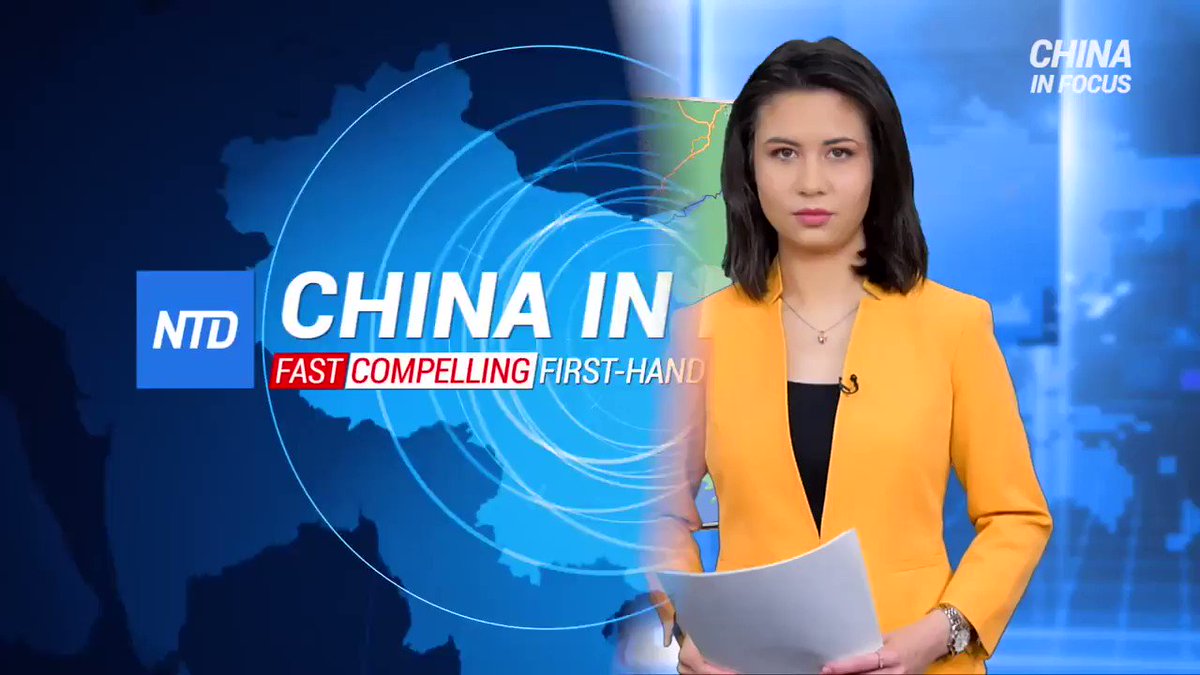 NTD
CHINA IN
FAST COMPELLING FIRST-HAND
CHINA
IN FOCUS